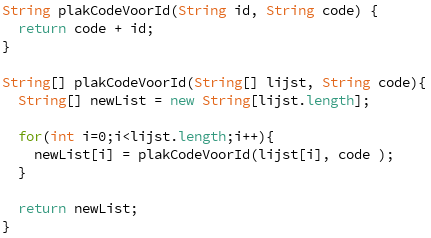 String plakCodeVoorId(String id, String code) {
  return code + id;
}

String[] plakCodeVoorId(String[] lijst, String code){
  String[] newList = new String[lijst.length];

  for(int i=0;i<lijst.length;i++){
    newList[i] = plakCodeVoorId(lijst[i], code );
  }

  return newList;
}